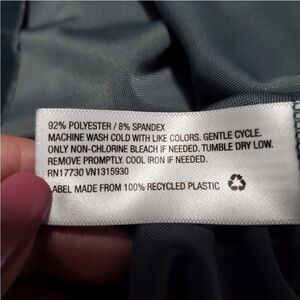 92% POLYESTER / 8% SPANDEX
MACHINE WASH COLD WITH LIKE COLORS. GENTLE CYCLE.
ONLY NON-CHLORINE BLEACH IF NEEDED. TUMBLE DRY LOW.
REMOVE PROMPTLY. COOL IRON IF NEEDED.
RN17730 VN1315930
LABEL MADE FROM 100% RECYCLED PLASTIC